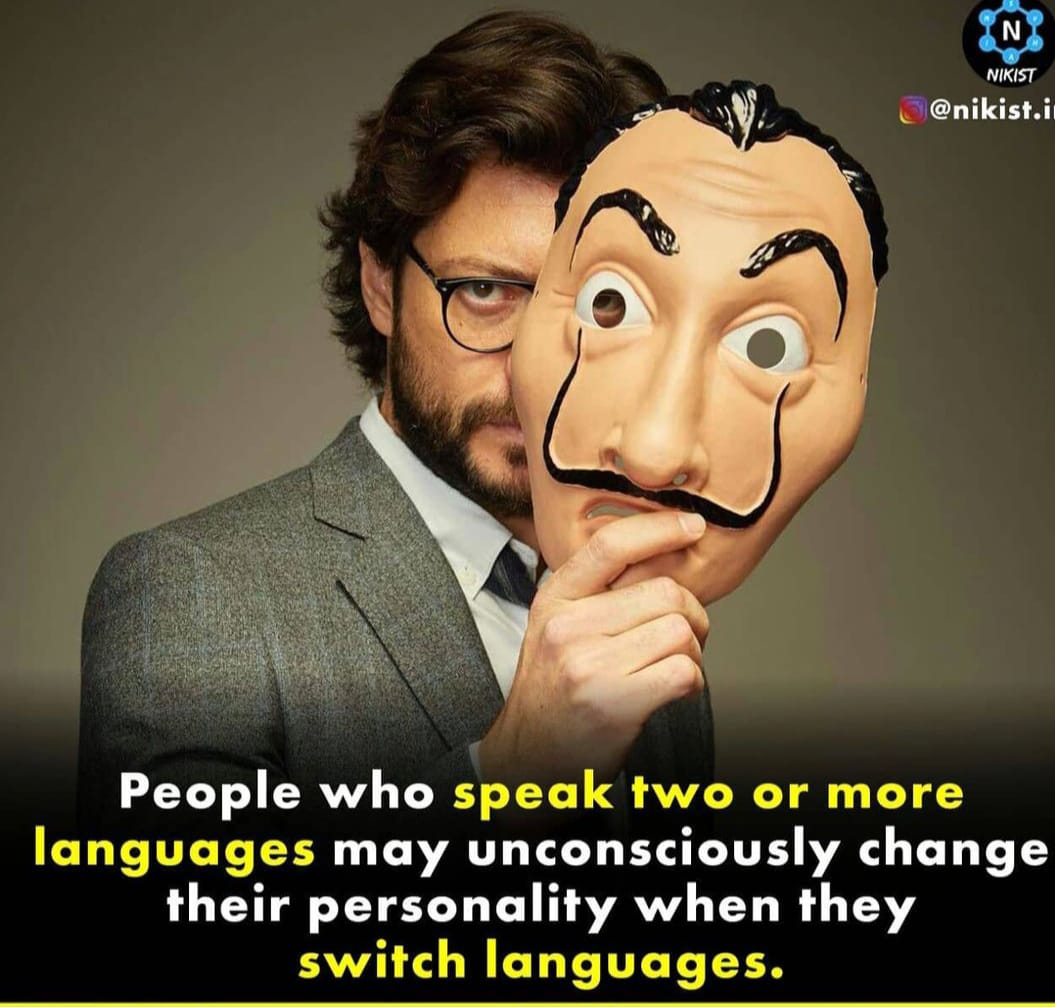 N
NIKIST
@nikist.i
People who speak two or more
languages may unconsciously change
their personality when they
switch languages.